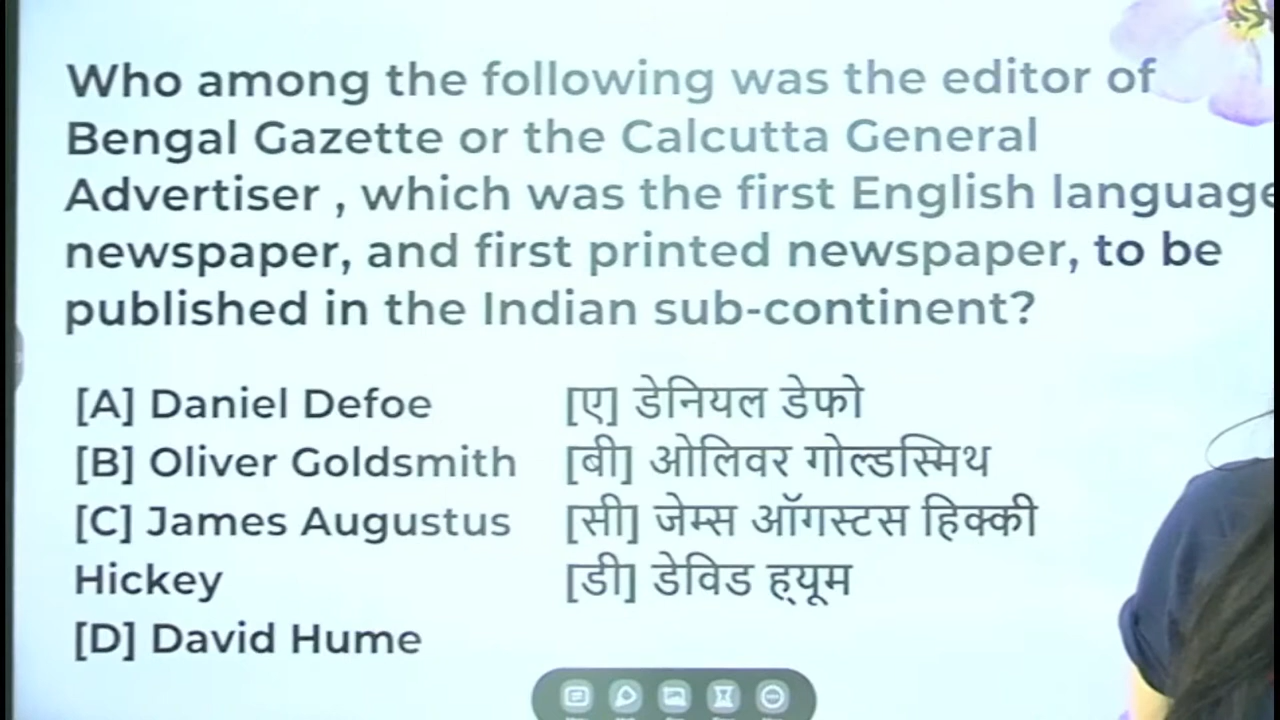 Who among the following was the editor of
Bengal Gazette or the Calcutta General
Advertiser , which was the first English language
newspaper, and first printed newspaper, to be
published in the Indian sub-continent?
[A] Daniel Defoe
[B] Oliver Goldsmith
[C] James Augustus
Hickey
[D] David Hume
[ए] डेनियल डेफो
[बी] ओलिवर गोल्डस्मिथ
[सी] जेम्स ऑगस्टस हिक्की
[डी] डेविड ह्यूम